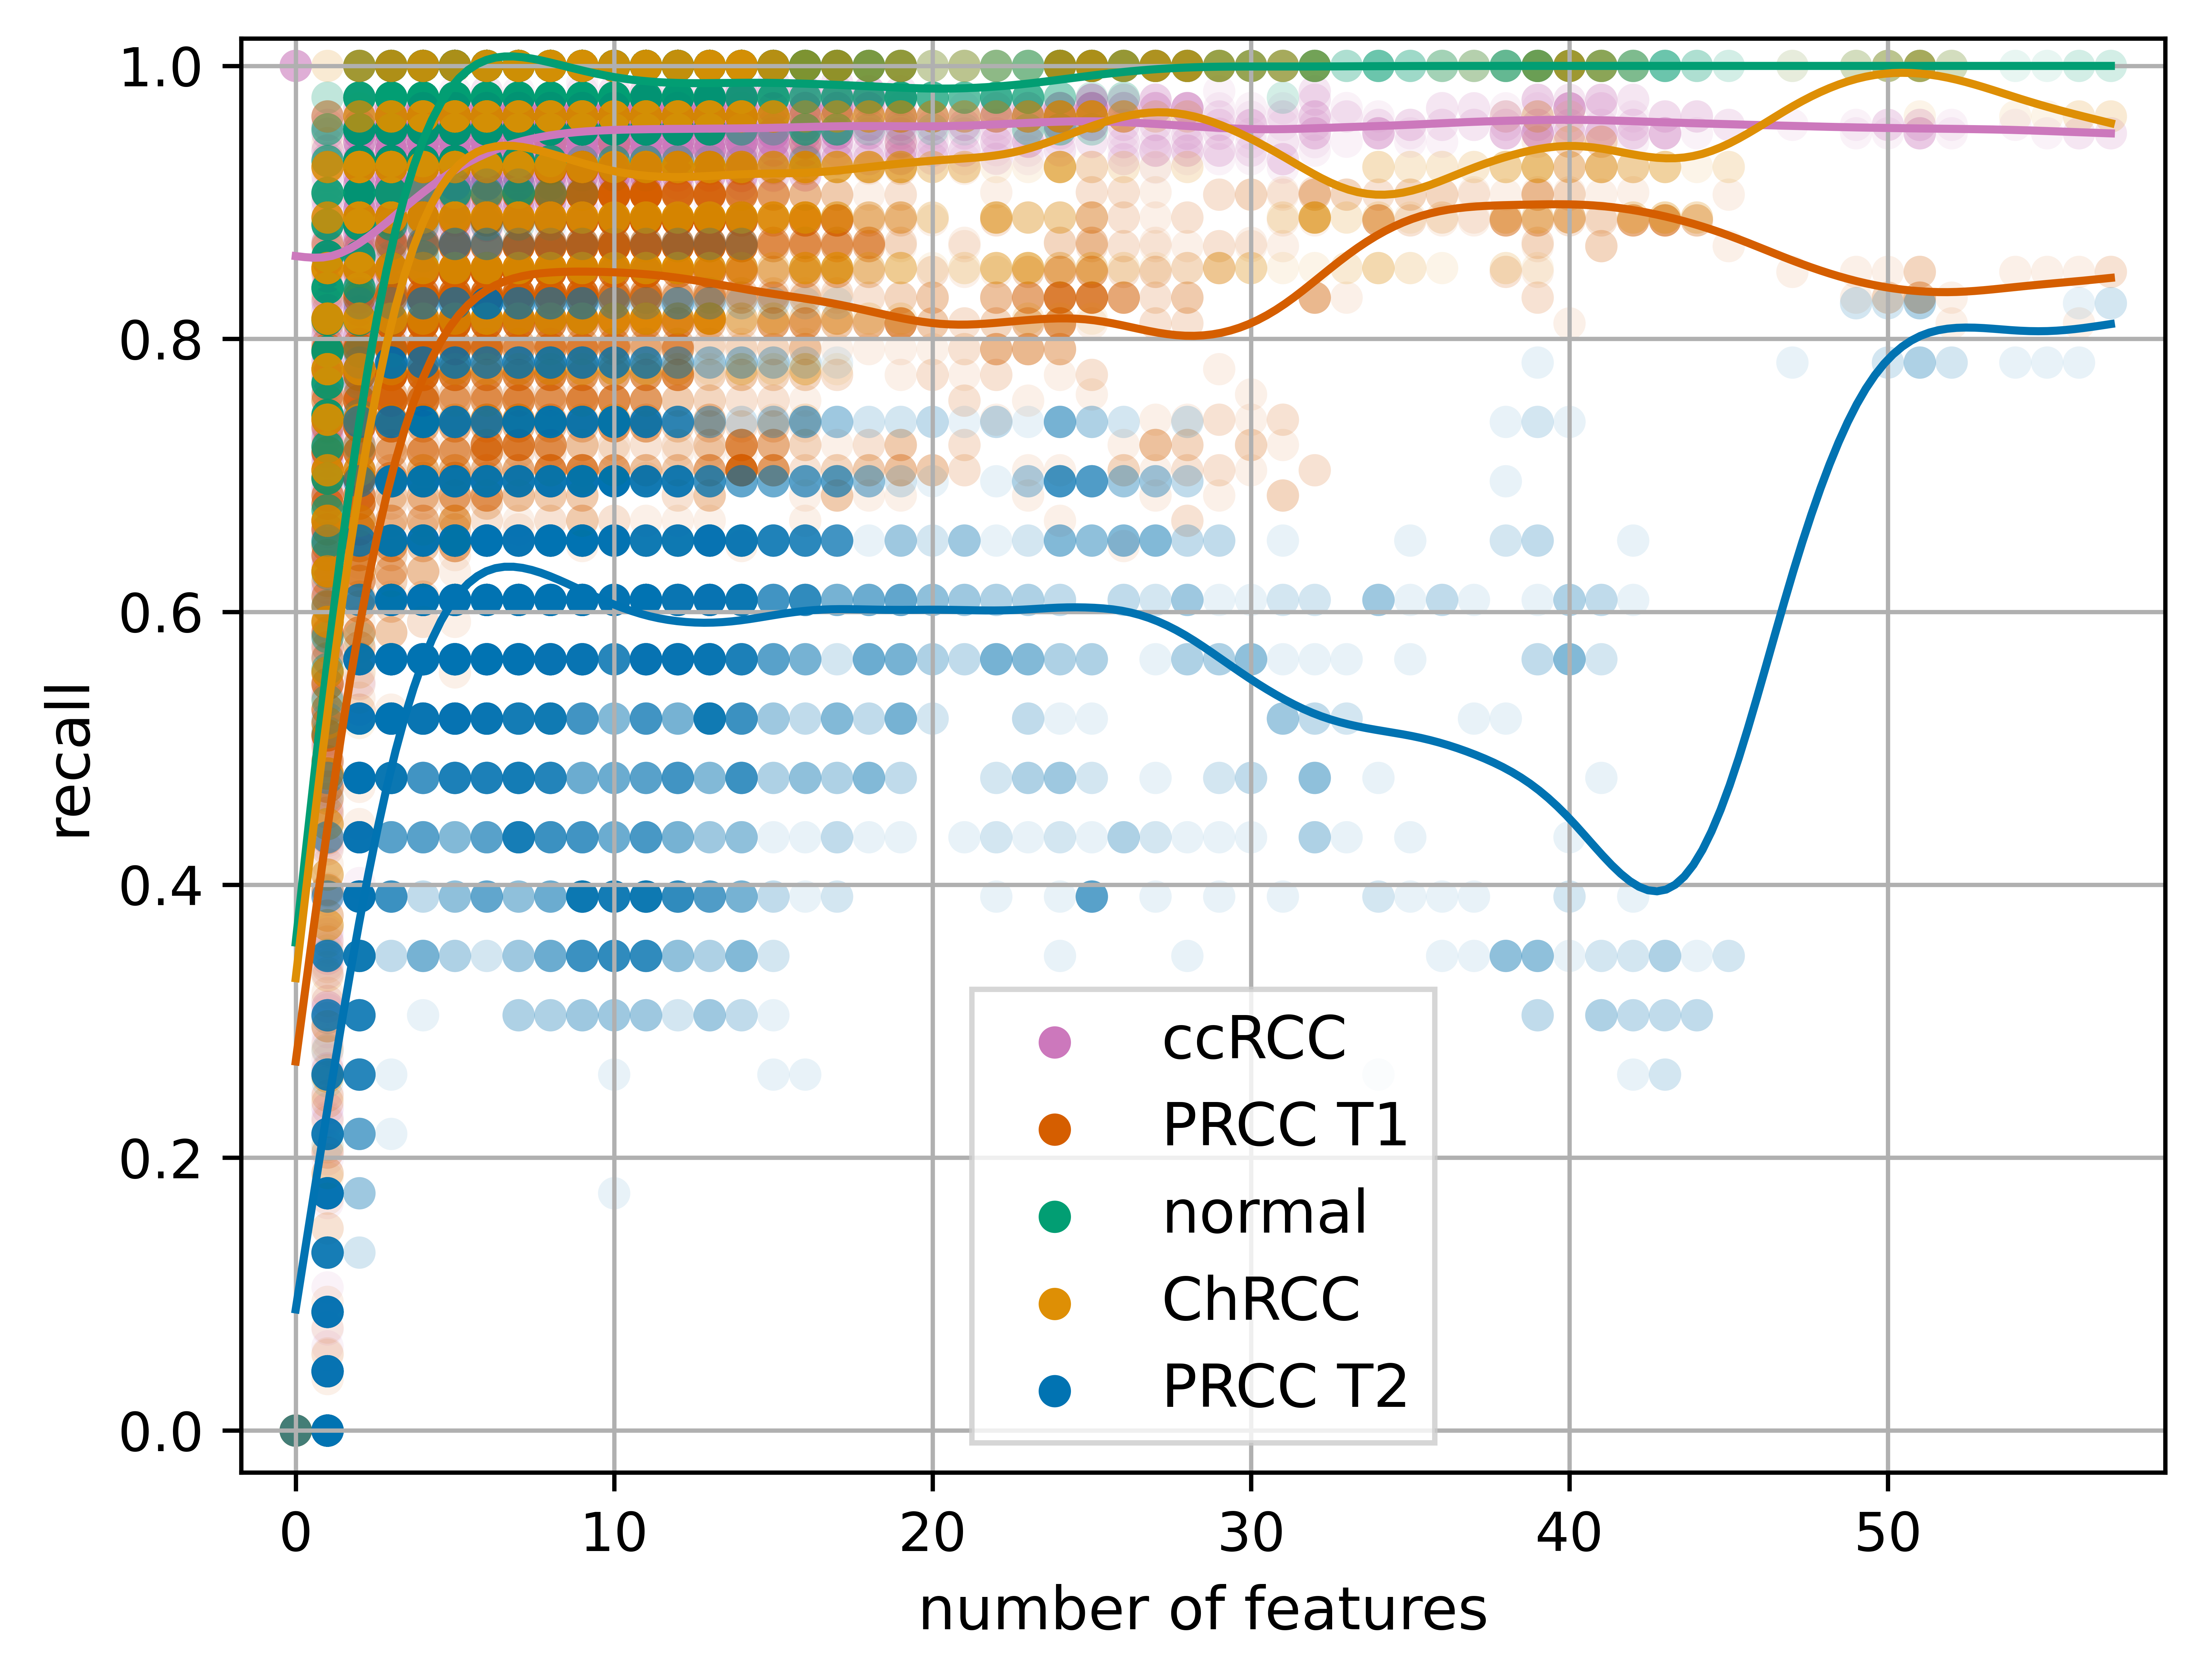 1.0
0.8
0.6
0.4
0.2
0.0
recall
ccRCC
PRCC T1
normal
ChRCC
PRCC T2
0 10 20 30 40 50
number of features